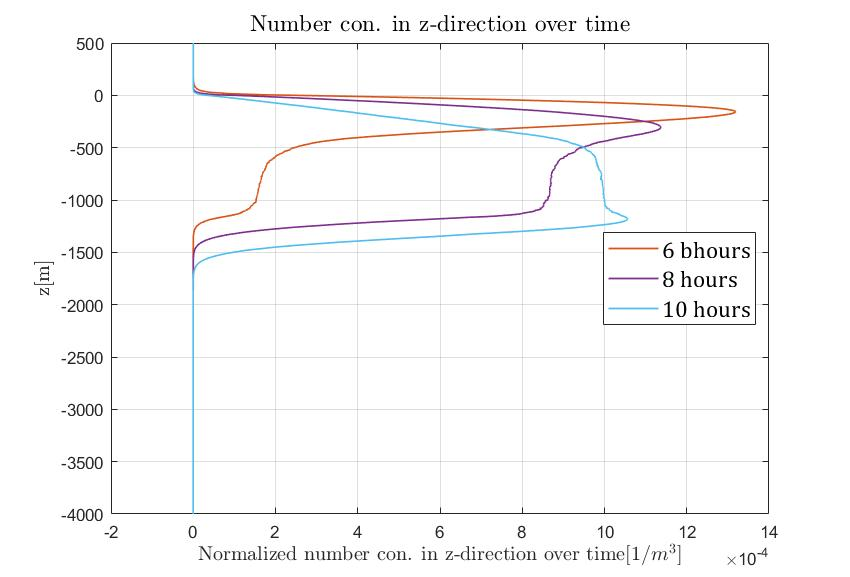 Number con. in z-direction over time
500
0
-500
-1000
-1500
-2000
-2500
-3000
-3500
-4000
z[m]
6 bhours
8 hours
10 hours
-2 0 2 4 6 8 10 12 14
Normalized number con. in z-direction over time[1/m³]
×10⁻⁴